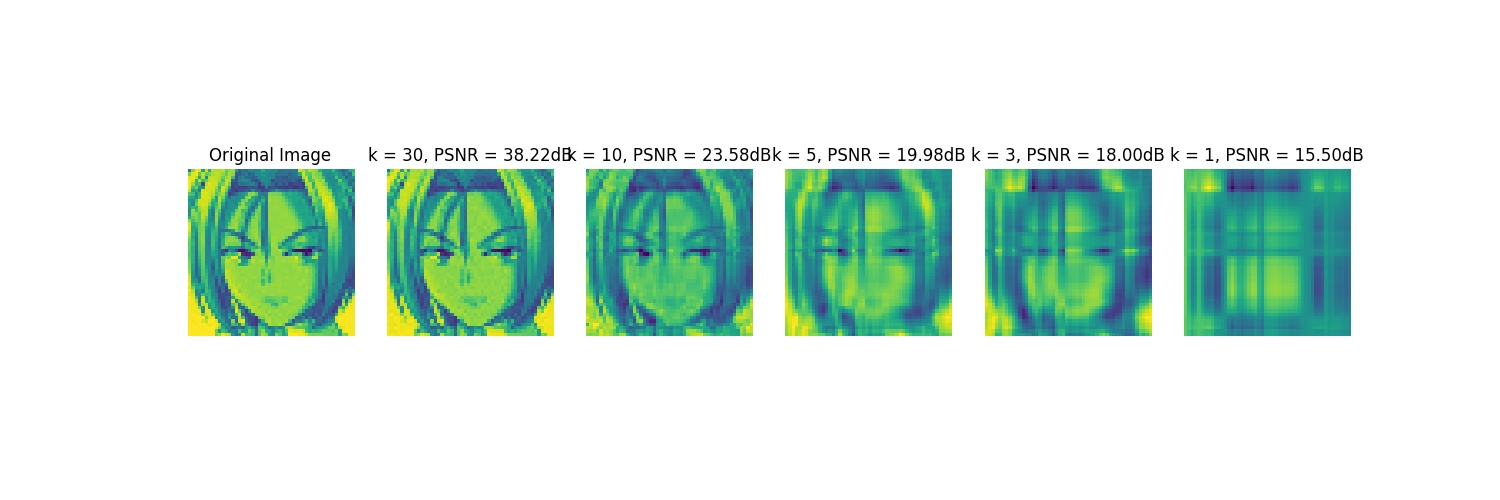 Original Image
k = 30, PSNR = 38.22dB
k = 10, PSNR = 23.58dB
k = 5, PSNR = 19.98dB
k = 3, PSNR = 18.00dB
k = 1, PSNR = 15.50dB